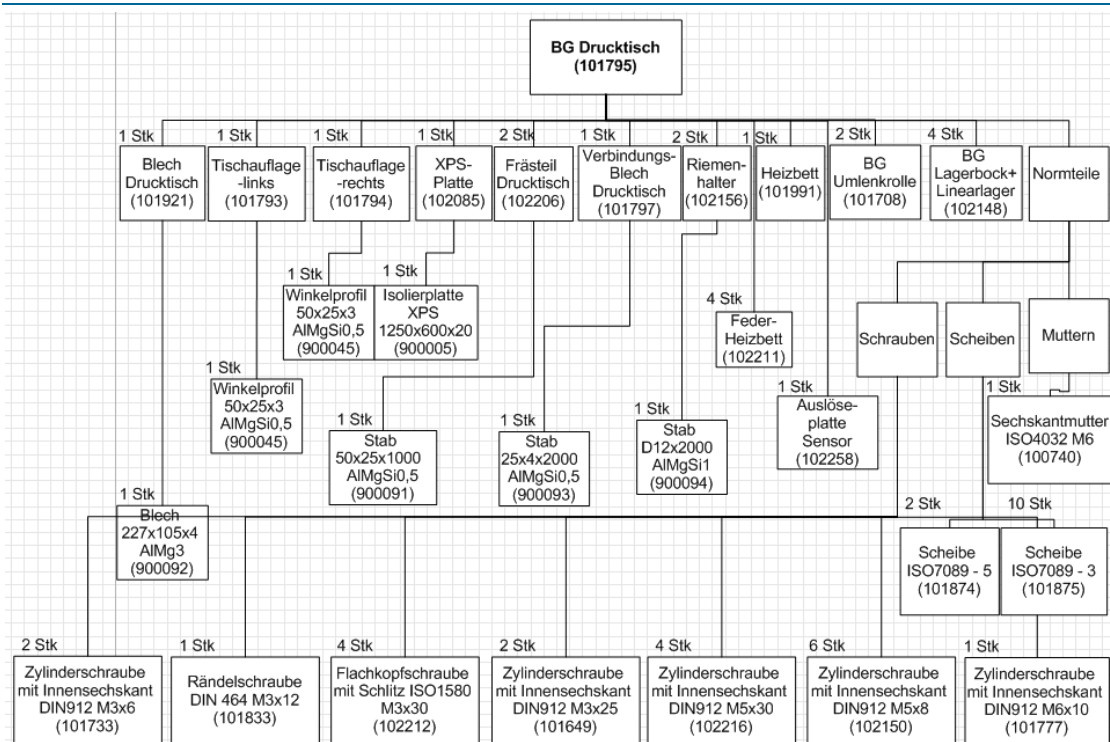 BG Drucktisch
(101795)
1 Stk
1 Stk
1 Stk
1 Stk
2 Stk
1 Stk
2 Stk
1 Stk
2 Stk
4 Stk
Blech
Drucktisch
(101921)
Tischauflage
-links
(101793)
Tischauflage
-rechts
(101794)
XPS-
Platte
(102085)
Frästeil
Drucktisch
(102206)
Verbindungs-
Blech
Drucktisch
(101797)
Riemen-
halter
(102156)
Heizbett
(101991)
BG
Umlenkrolle
(101708)
BG
Lagerbock+
Linearlager
(102148)
Normteile
1 Stk
Winkelprofil
50x25x3
AlMgSi0,5
(900045)
1 Stk
Isolierplatte
XPS
1250x600x20
(900005)
4 Stk
Feder-
Heizbett
(102211)
Schrauben
Scheiben
Muttern
1 Stk
Winkelprofil
50x25x3
AlMgSi0,5
(900045)
1 Stk
Stab
50x25x1000
AlMgSi0,5
(900091)
1 Stk
Stab
25x4x2000
AlMgSi0,5
(900093)
1 Stk
Stab
D12x2000
AlMgSi1
(900094)
1 Stk
Auslöse-
platte
Sensor
(102258)
1 Stk
Sechskantmutter
ISO4032 M6
(100740)
1 Stk
Blech
227x105x4
AlMg3
(900092)
2 Stk
Scheibe
ISO7089 - 5
(101874)
10 Stk
Scheibe
ISO7089 - 3
(101875)
2 Stk
Zylinderschraube
mit Innensechskant
DIN912 M3x6
(101733)
1 Stk
Rändelschraube
DIN 464 M3x12
(101833)
4 Stk
Flachkopfschraube
mit Schlitz ISO1580
M3x30
(102212)
2 Stk
Zylinderschraube
mit Innensechskant
DIN912 M3x25
(101649)
4 Stk
Zylinderschraube
mit Innensechskant
DIN912 M5x30
(102216)
6 Stk
Zylinderschraube
mit Innensechskant
DIN912 M5x8
(102150)
1 Stk
Zylinderschraube
mit Innensechskant
DIN912 M6x10
(101777)